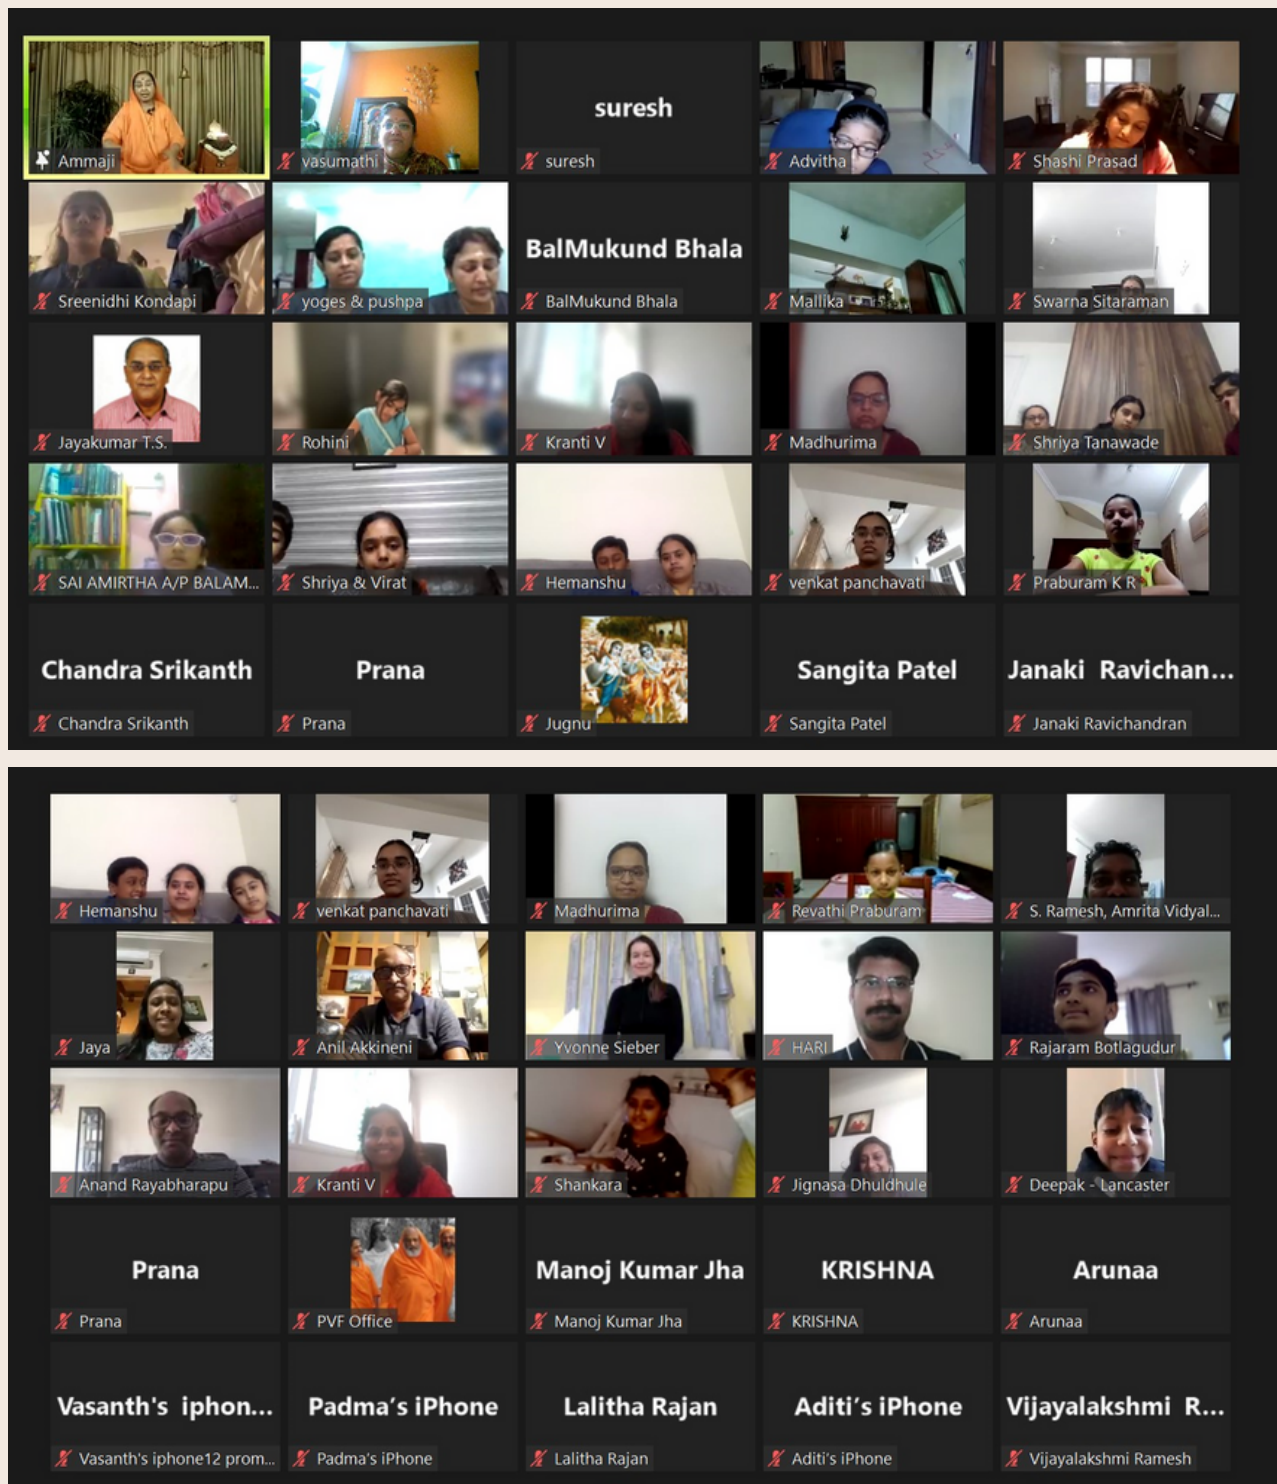 Ammaji
vasumathi
suresh
suresh
Advitha
Shashi Prasad
Sreenidhi Kondapi
yoges & pushpa
BalMukund Bhala
BalMukund Bhala
Mallika
Swarna Sitaraman
Jayakumar T.S.
Rohini
Kranti V
Madhurima
Shriya Tanawade
SAI AMIRTHA A/P BALAM...
Shriya & Virat
Hemanshu
venkat panchavati
Praburam K R
Chandra Srikanth
Chandra Srikanth
Prana
Prana
Jugnu
Sangita Patel
Sangita Patel
Janaki Ravichan...
Janaki Ravichandran
Hemanshu
venkat panchavati
Madhurima
Revathi Praburam
S. Ramesh, Amrita Vidyal...
Jaya
Anil Akkineni
Yvonne Sieber
HARI
Rajaram Botlagudur
Anand Rayabharapu
Kranti V
Shankara
Jignasa Dhuldhule
Deepak - Lancaster
Prana
Prana
PVF Office
Manoj Kumar Jha
Manoj Kumar Jha
KRISHNA
KRISHNA
Arunaa
Arunaa
Vasanth's iphon...
Vasanth's iphone12 prom...
Padma’s iPhone
Padma's iPhone
Lalitha Rajan
Lalitha Rajan
Aditi’s iPhone
Aditi's iPhone
Vijayalakshmi R...
Vijayalakshmi Ramesh